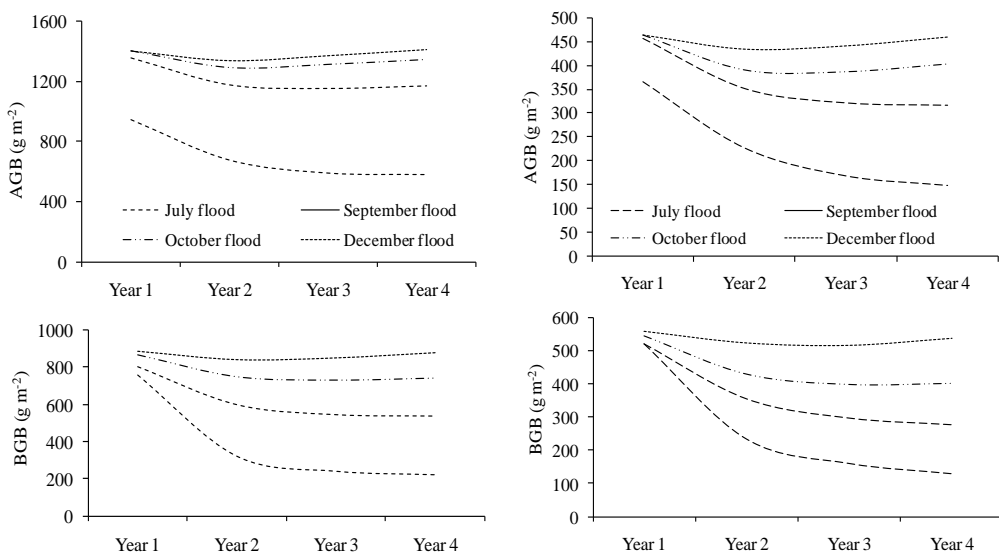 1600
1200
800
400
0
AGB (g m-2)
July flood
September flood
October flood
December flood
Year 1 Year 2 Year 3 Year 4
500
450
400
350
300
250
200
150
100
50
0
AGB (g m-2)
July flood
September flood
October flood
December flood
Year 1 Year 2 Year 3 Year 4
1000
800
600
400
200
0
BGB (g m-2)
Year 1 Year 2 Year 3 Year 4
600
500
400
300
200
100
0
BGB (g m-2)
Year 1 Year 2 Year 3 Year 4